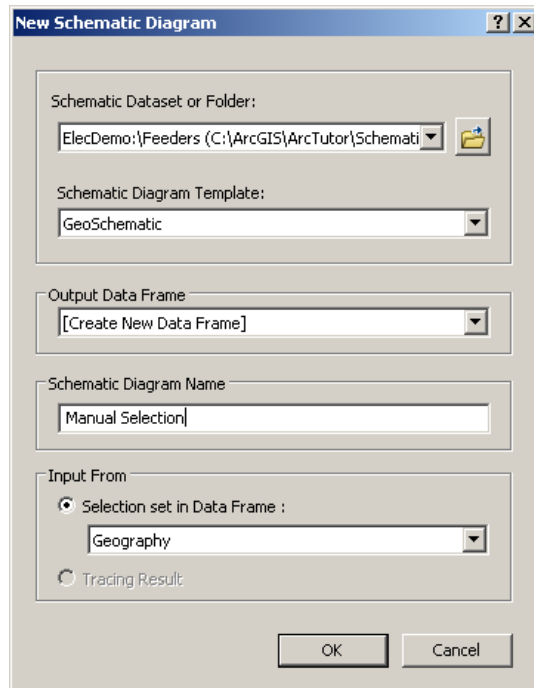 New Schematic Diagram
Schematic Dataset or Folder:
ElecDemo:\Feeders (C:\ArcGIS\ArcTutor\Schemati
Schematic Diagram Template:
GeoSchematic
Output Data Frame
[Create New Data Frame]
Schematic Diagram Name
Manual Selection
Input From
Selection set in Data Frame :
Geography
Tracing Result
OK
Cancel